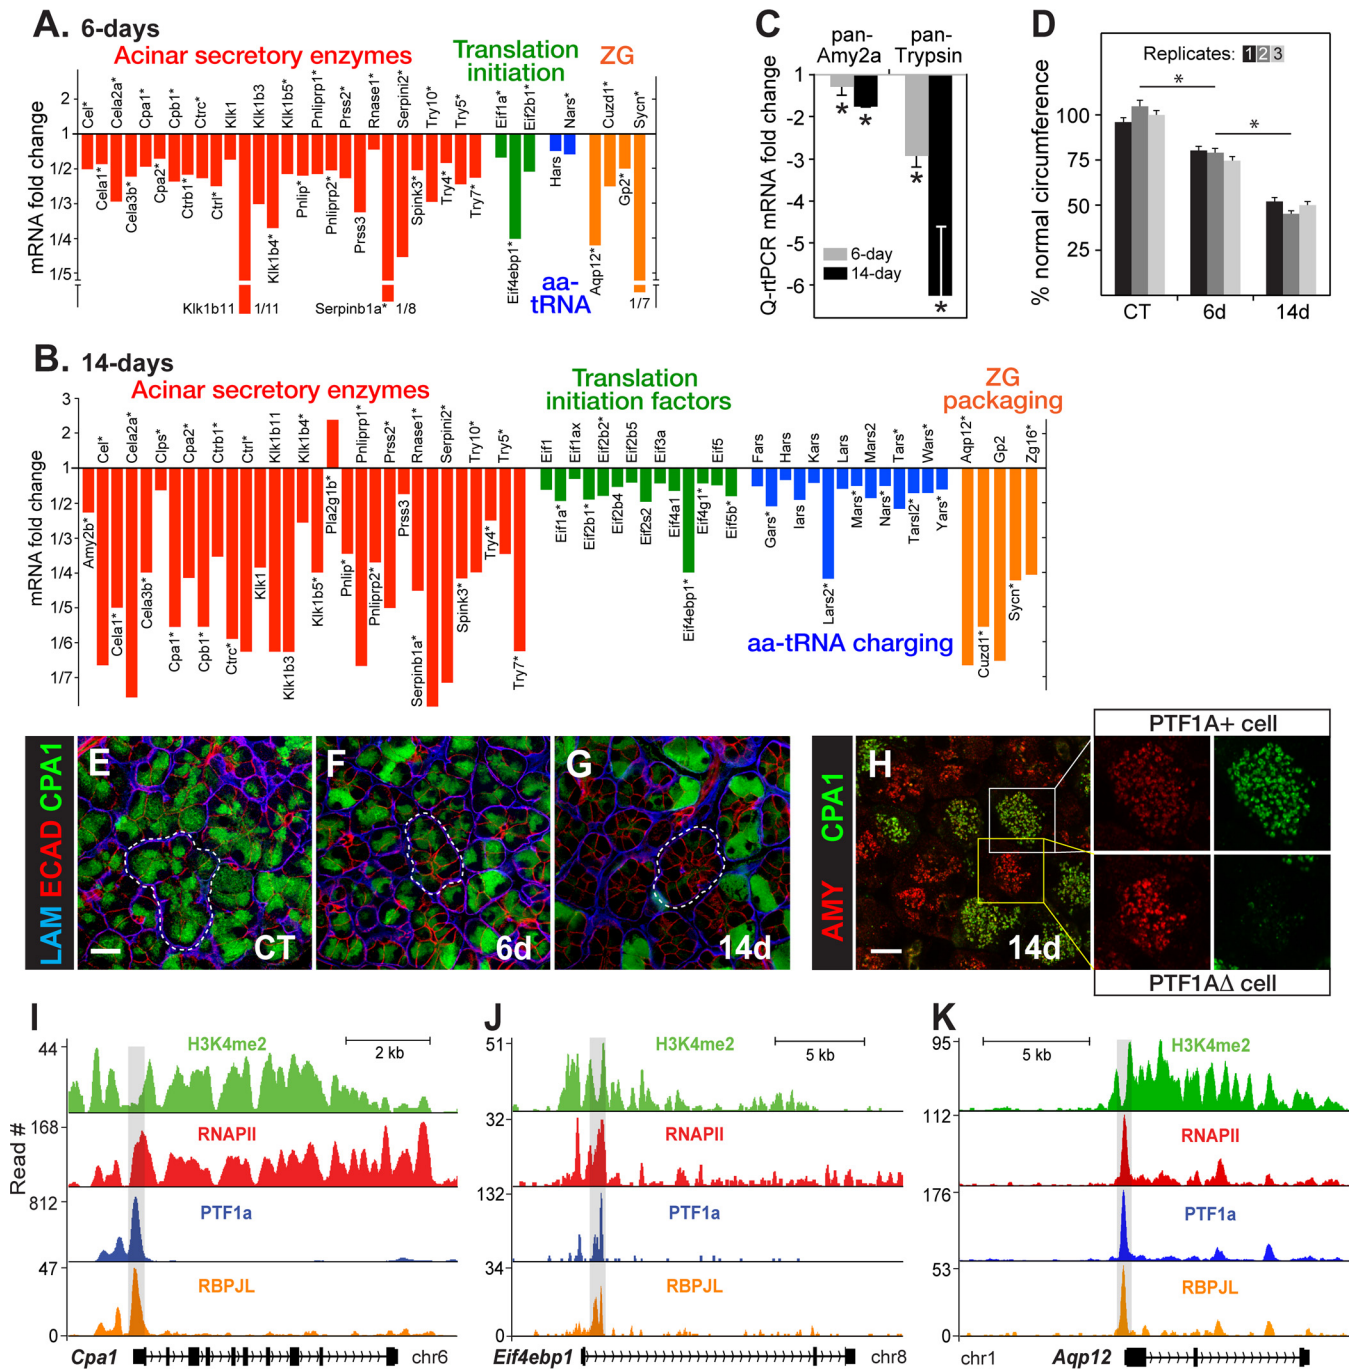 A. 6-days
Acinar secretory enzymes
Translation
initiation
ZG
mRNA fold change
2
1
1/2
1/3
1/4
1/5
Cel*
Cela2a*
Cpa1*
Cpb1*
Ctrc*
Klk1
Klk1b3
Klk1b5*
Pnliprp1*
Prss2*
Rnase1*
Serpini2*
Try10*
Try5*
Eif1a*
Eif2b1*
Nars*
Cuzd1*
Sycn*
Cela1*
Cela3b*
Cpa2*
Ctrb1*
Ctrl*
Klk1b11 1/11
Klk1b4*
Pnlip*
Pnliprp2*
Prss3
Serpinb1a* 1/8
Spink3*
Try4*
Try7*
Eif4ebp1*
Hars
aa-
tRNA
Aqp12*
Gp2*
1/7
C
pan-
Amy2a
pan-
Trypsin
Q-rtPCR mRNA fold change
1
-2
-3
-4
-5
-6
* * * *
6-day
14-day
D
Replicates: 1 2 3
* *
% normal circumference
100
75
50
25
CT 6d 14d
B. 14-days
Acinar secretory enzymes
Translation
initiation factors
ZG
packaging
mRNA fold change
3
2
1
1/2
1/3
1/4
1/5
1/6
1/7
Cel*
Cela2a*
Clps*
Cpa2*
Ctrb1*
Ctrl*
Klk1b11
Klk1b4*
Pla2g1b*
Pnliprp1*
Prss2*
Rnase1*
Serpini2*
Try10*
Try5*
Eif1
Eif1ax
Eif2b2*
Eif2b5
Eif3a
Eif5
Fars
Hars
Kars
Lars
Mars2
Tars*
Wars*
Aqp12*
Gp2
Zg16*
Amy2b*
Cela1*
Cela3b*
Cpa1*
Cpb1*
Ctrc*
Klk1
Klk1b3
Klk1b5*
Pnlip*
Pnliprp2*
Prss3
Serpinb1a*
Spink3*
Try4*
Try7*
Eif1a*
Eif2b1*
Eif2b4
Eif2s2
Eif4a1
Eif4ebp1*
Eif4g1*
Eif5b*
Gars*
Iars
Lars2*
Mars*
Nars*
Tarsl2*
Yars*
Cuzd1*
Sycn*
aa-tRNA charging
LAM ECAD CPA1
E
CT
F
6d
G
14d
AMY CPA1
H
14d
PTF1A+ cell
PTF1AΔ cell
I
Read #
44
H3K4me2
2 kb
168
RNAPII
812
PTF1a
47
RBPJL
0
Cpa1
chr6
J
51
H3K4me2
5 kb
32
RNAPII
132
PTF1a
34
RBPJL
0
Eif4ebp1
chr8
K
95
5 kb
H3K4me2
112
RNAPII
176
PTF1a
53
RBPJL
0
chr1
Aqp12